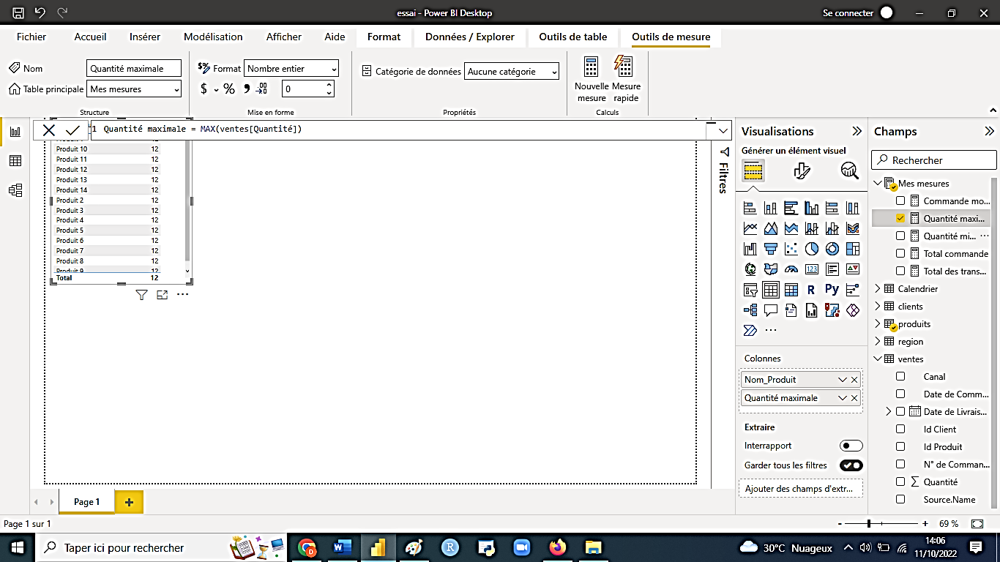 essai - Power BI Desktop
Se connecter
Fichier
Accueil
Insérer
Modélisation
Afficher
Aide
Format
Données / Explorer
Outils de table
Outils de mesure
Nom
Quantité maximale
Table principale
Mes mesures
Structure
Format
Nombre entier
$
%
0
Mise en forme
Catégorie de données
Aucune catégorie
Propriétés
Nouvelle mesure
Mesure rapide
Calculs
1 Quantité maximale = MAX(ventes[Quantité])
Produit 10 12
Produit 11 12
Produit 12 12
Produit 13 12
Produit 14 12
Produit 2 12
Produit 3 12
Produit 4 12
Produit 5 12
Produit 6 12
Produit 7 12
Produit 8 12
Produit 9 12
Total 12
Filtres
Visualisations
Générer un élément visuel
123
R
Py
Colonnes
Nom_Produit
Quantité maximale
Extraire
Interrapport
Garder tous les filtres
Ajouter des champs d'extr...
Champs
Rechercher
Mes mesures
Commande mo...
Quantité maxi...
Quantité mi...
Total commande
Total des trans...
Calendrier
clients
produits
region
ventes
Canal
Date de Comm...
Date de Livrais...
Id Client
Id Produit
N° de Comman...
Quantité
Source.Name
Page 1
Page 1 sur 1
69 %
Taper ici pour rechercher
30°C Nuageux
14:06
11/10/2022